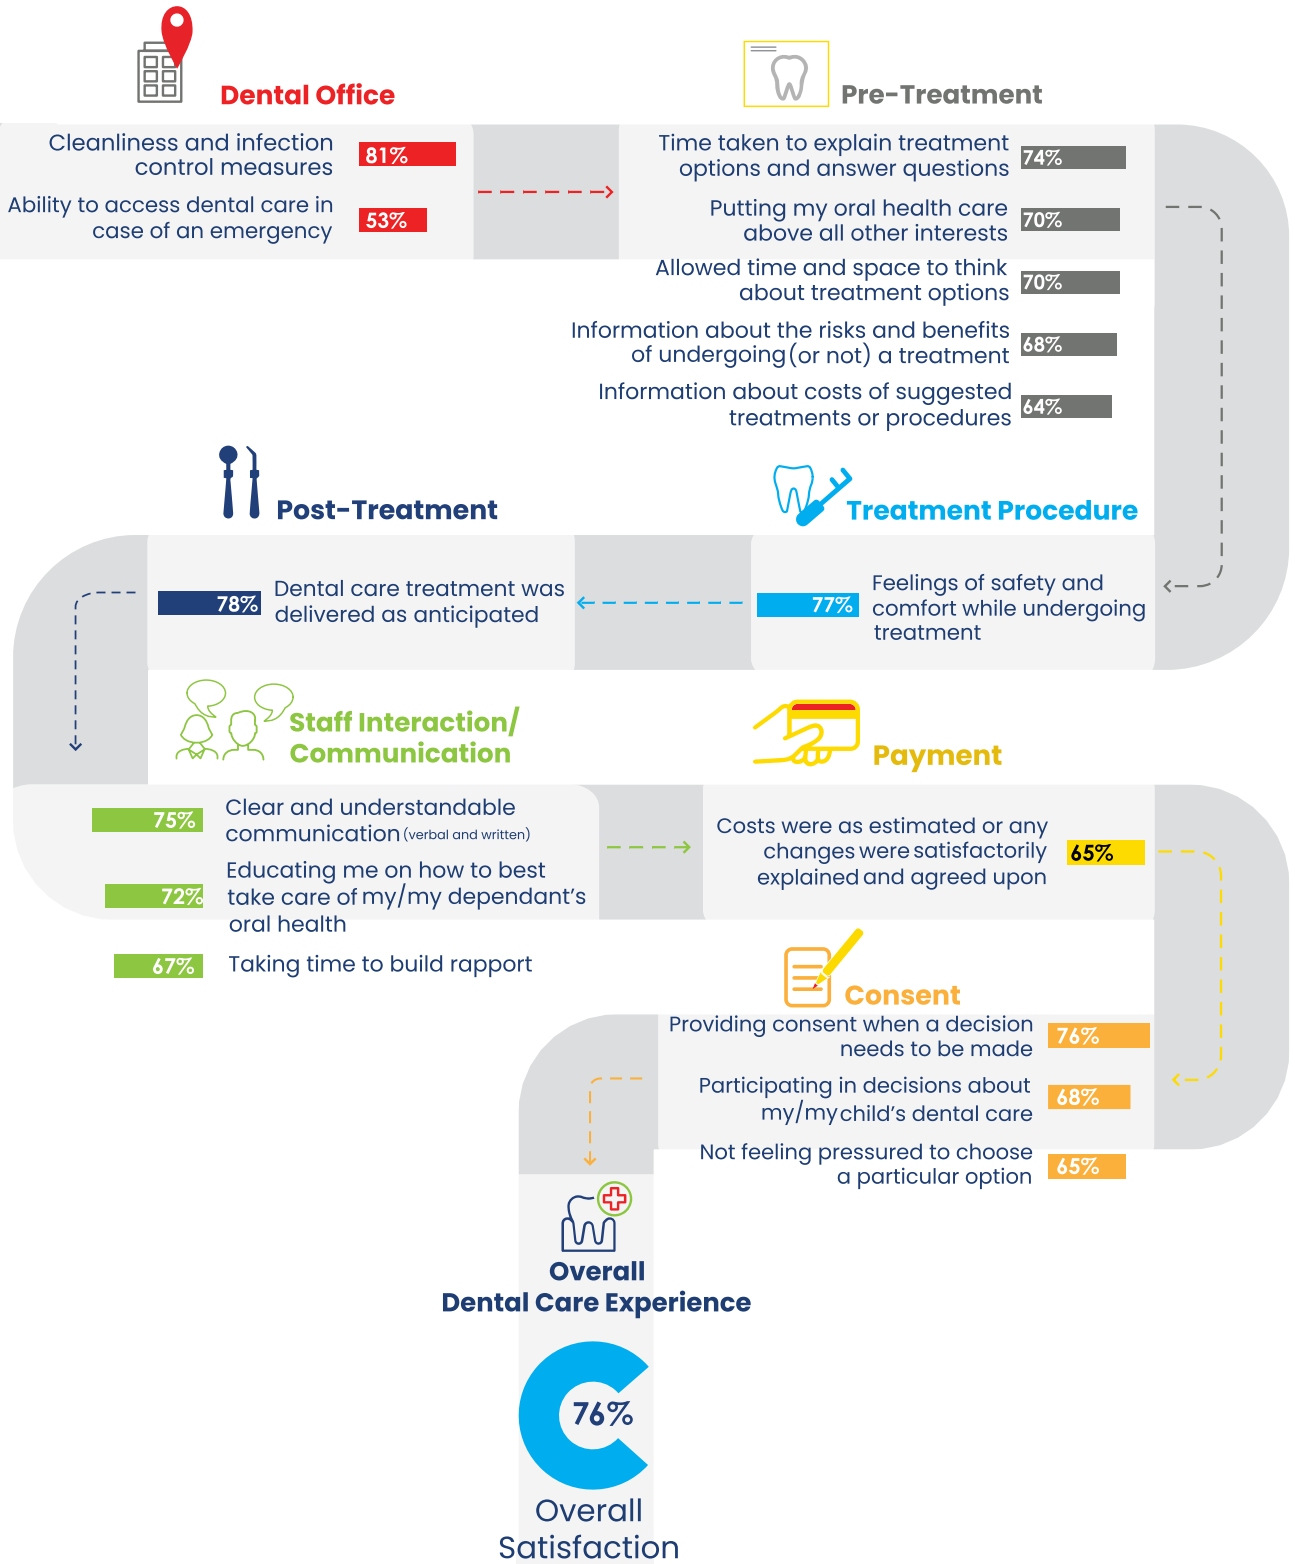 Dental Office
Cleanliness and infection
control measures
81%
Ability to access dental care in
case of an emergency
53%
Pre-Treatment
Time taken to explain treatment
options and answer questions
74%
Putting my oral health care
above all other interests
70%
Allowed time and space to think
about treatment options
70%
Information about the risks and benefits
of undergoing (or not) a treatment
68%
Information about costs of suggested
treatments or procedures
64%
Treatment Procedure
77%
Feelings of safety and
comfort while undergoing
treatment
Post-Treatment
78%
Dental care treatment was
delivered as anticipated
Staff Interaction/
Communication
75%
Clear and understandable
communication (verbal and written)
72%
Educating me on how to best
take care of my/my dependant's
oral health
67%
Taking time to build rapport
Payment
Costs were as estimated or any
changes were satisfactorily
explained and agreed upon
65%
Consent
Providing consent when a decision
needs to be made
76%
Participating in decisions about
my/my child's dental care
68%
Not feeling pressured to choose
a particular option
65%
Overall
Dental Care Experience
76%
Overall
Satisfaction